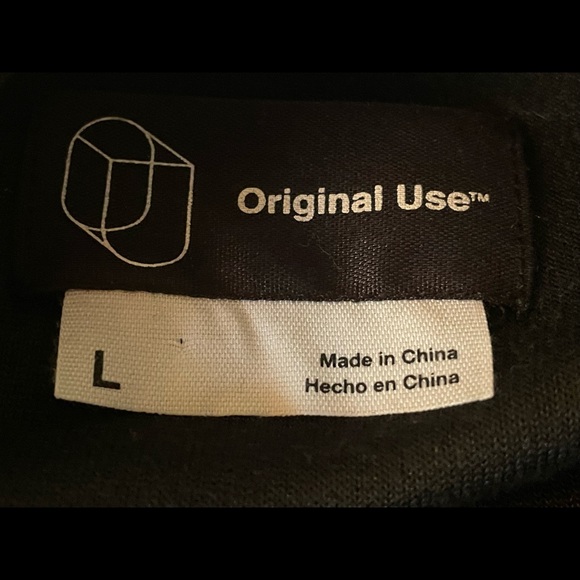 Original Use™
L
Made in China
Hecho en China